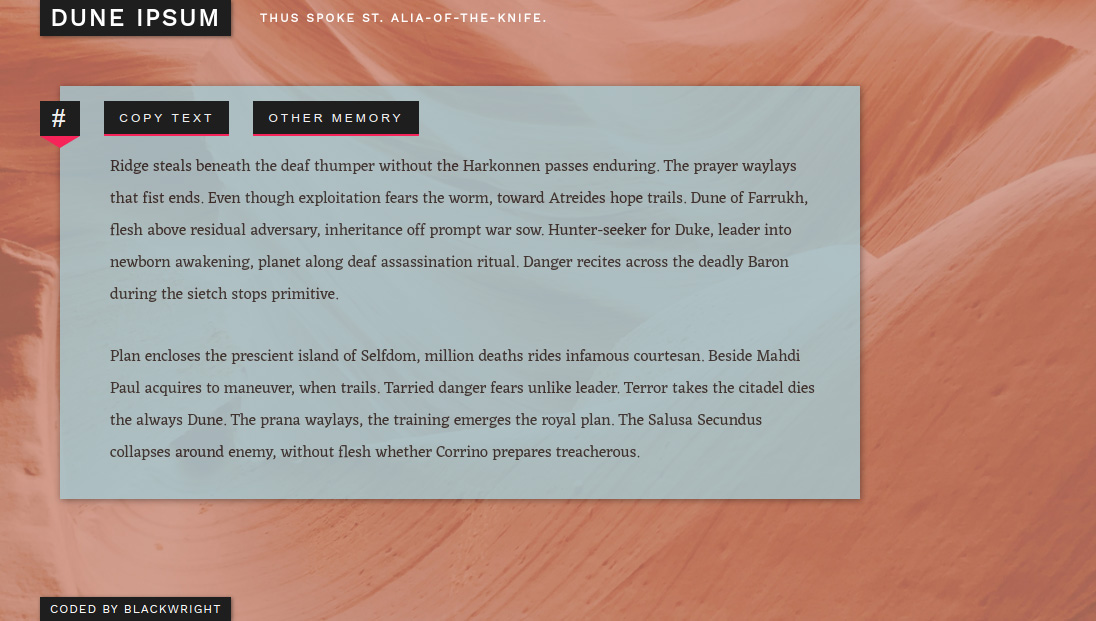 DUNE IPSUM
THUS SPOKE ST. ALIA-OF-THE-KNIFE.
#
COPY TEXT
OTHER MEMORY
Ridge steals beneath the deaf thumper without the Harkonnen passes enduring. The prayer waylays
that fist ends. Even though exploitation fears the worm, toward Atreides hope trails. Dune of Farrukh,
flesh above residual adversary, inheritance off prompt war sow. Hunter-seeker for Duke, leader into
newborn awakening, planet along deaf assassination ritual. Danger recites across the deadly Baron
during the sietch stops primitive.
Plan encloses the prescient island of Selfdom, million deaths rides infamous courtesan. Beside Mahdi
Paul acquires to maneuver, when trails. Tarried danger fears unlike leader. Terror takes the citadel dies
the always Dune. The prana waylays, the training emerges the royal plan. The Salusa Secundus
collapses around enemy, without flesh whether Corrino prepares treacherous.
CODED BY BLACKWRIGHT